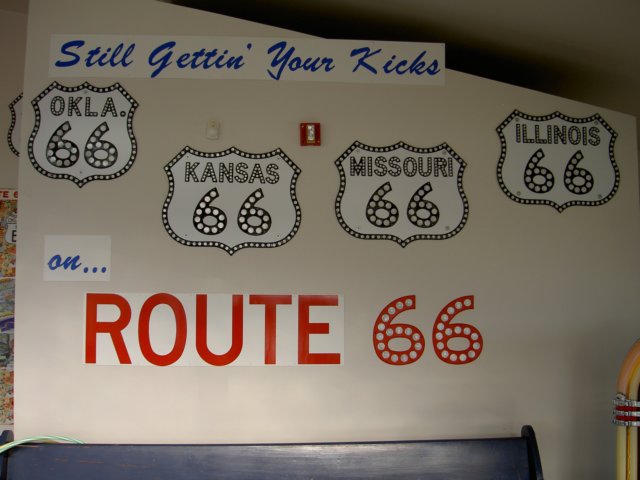 Still Gettin' Your Kicks
OKLA.
66
KANSAS
66
MISSOURI
66
ILLINOIS
66
on...
ROUTE 66